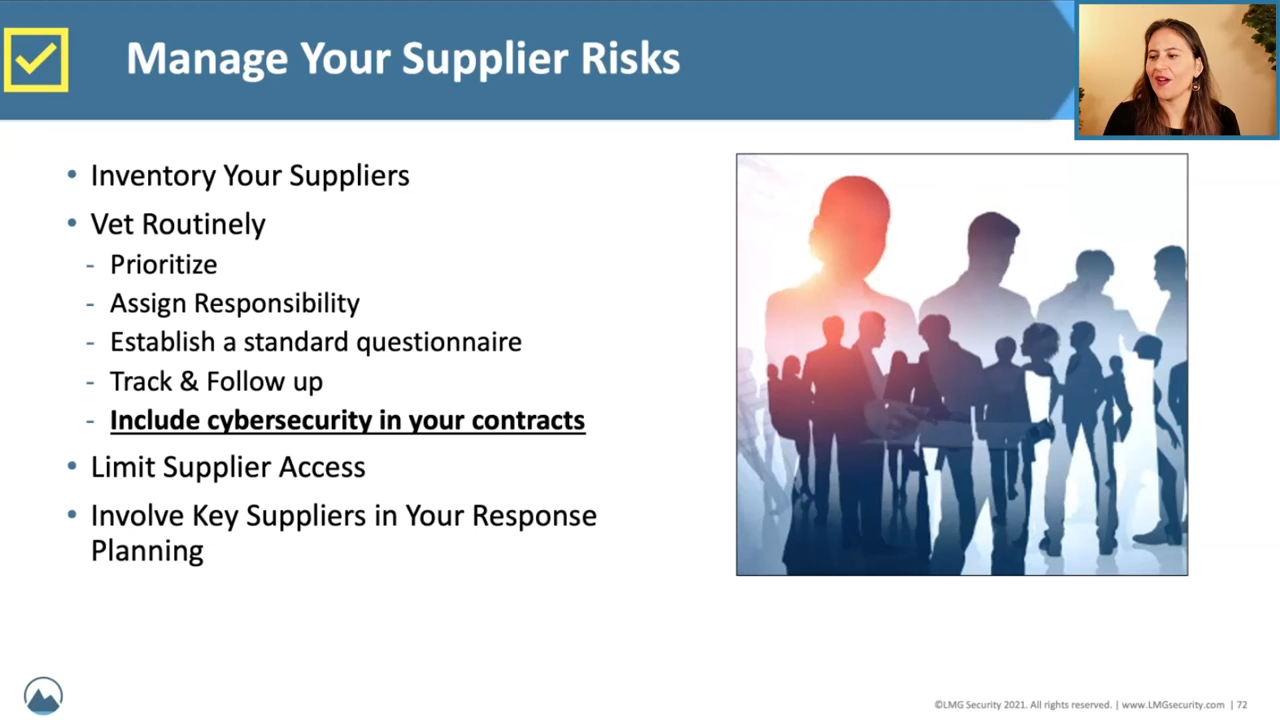 Manage Your Supplier Risks
• Inventory Your Suppliers
• Vet Routinely
- Prioritize
- Assign Responsibility
- Establish a standard questionnaire
- Track & Follow up
- Include cybersecurity in your contracts
• Limit Supplier Access
• Involve Key Suppliers in Your Response
Planning
©LMG Security 2021. All rights reserved. | www.LMGsecurity.com | 72